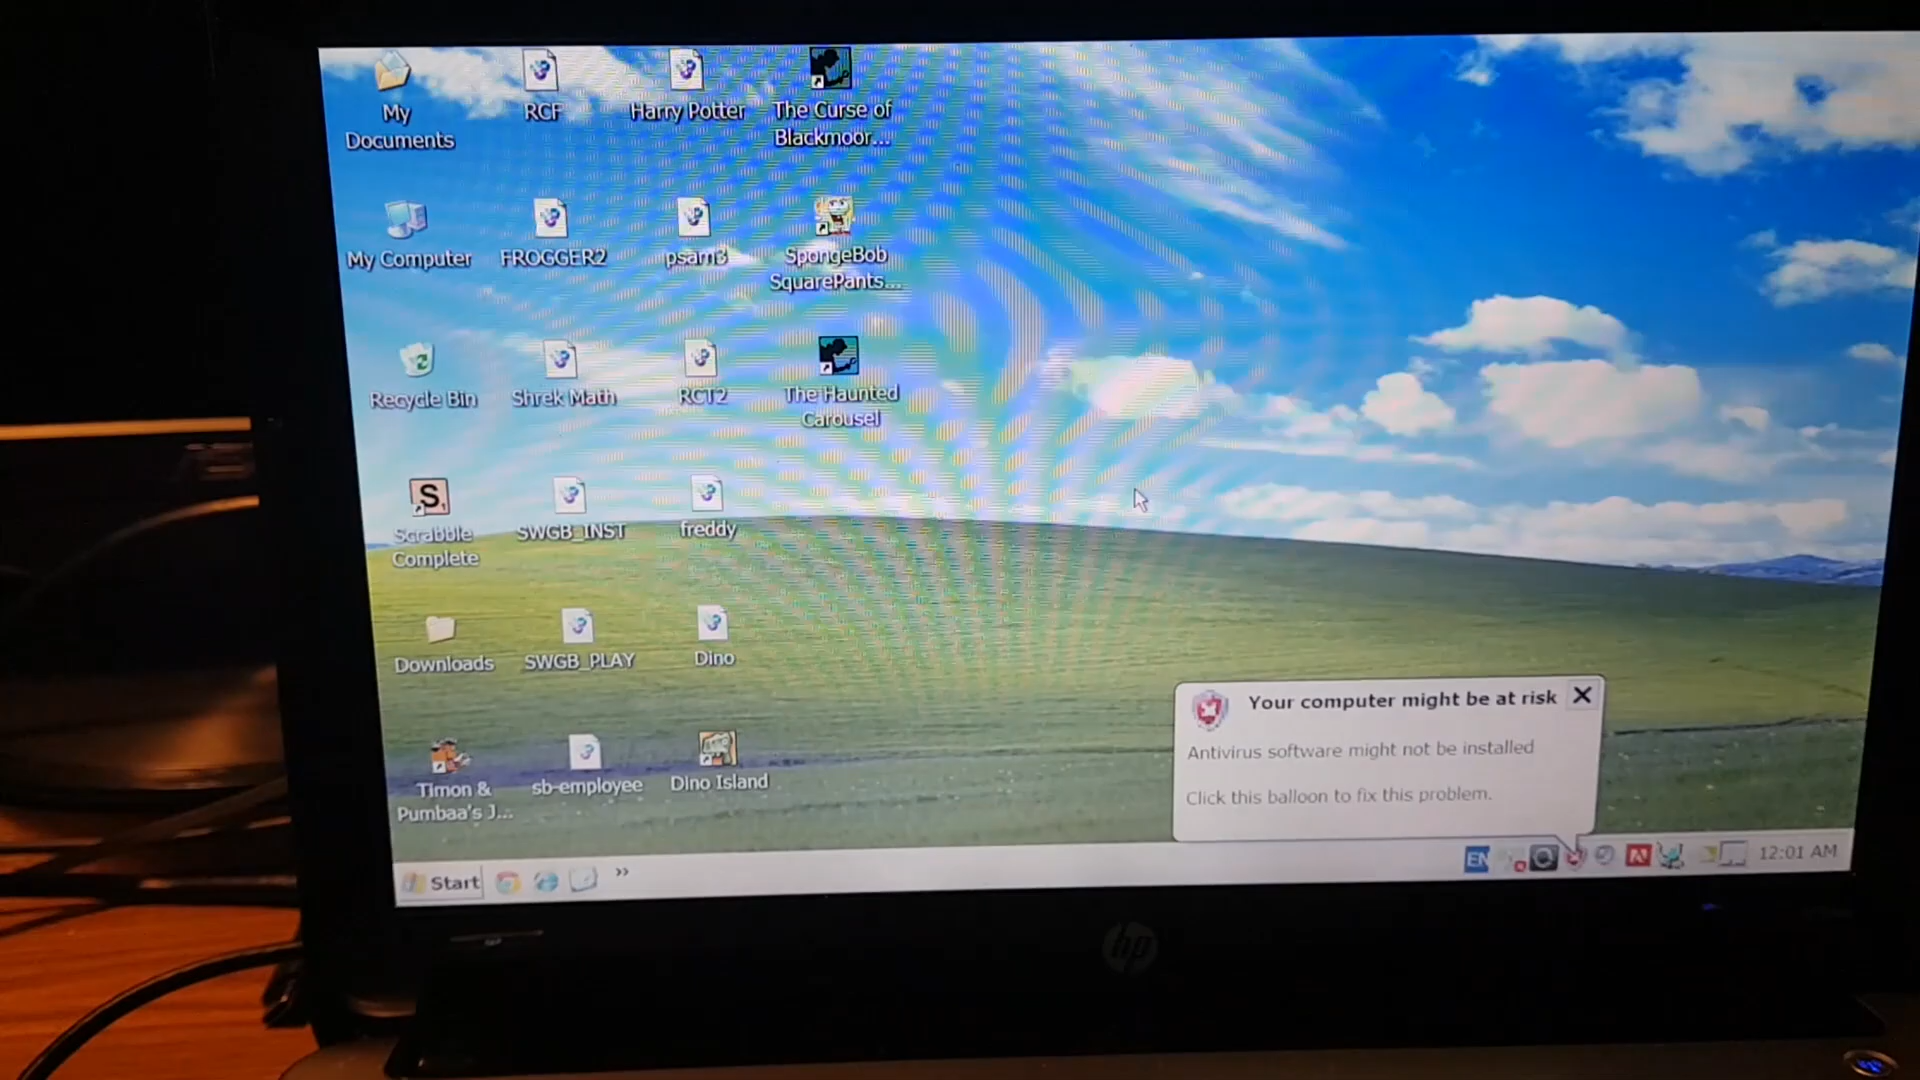 My
Documents
RCF
Harry Potter
The Curse of
Blackmoor...
My Computer
FROGGER2
psam3
SpongeBob
SquarePants...
Recycle Bin
Shrek Math
RCT2
The Haunted
Carousel
S
Scrabble
Complete
SWGB_INST
freddy
Downloads
SWGB_PLAY
Dino
Timon &
Pumbaa's J...
sb-employee
Dino Island
Your computer might be at risk
Antivirus software might not be installed
Click this balloon to fix this problem.
Start
EN
12:01 AM
hp